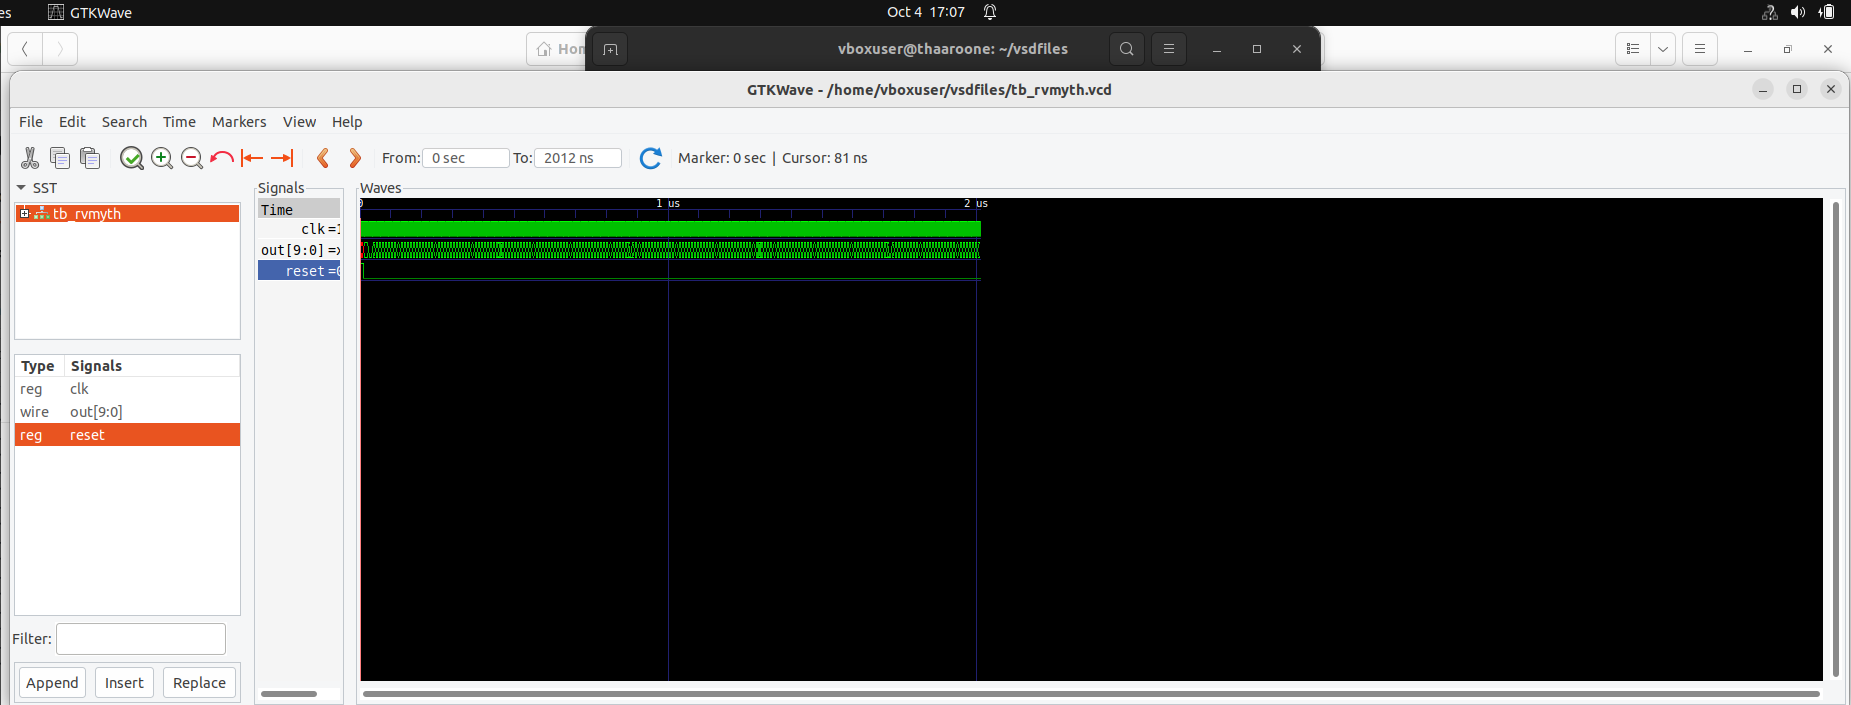 es GTKWave Oct 4 17:07
Hon vboxuser@thaaroone: ~/vsdfiles
GTKWave - /home/vboxuser/vsdfiles/tb_rvmyth.vcd
File Edit Search Time Markers View Help
From: 0 sec To: 2012 ns Marker: 0 sec | Cursor: 81 ns
SST
tb_rvmyth
Type Signals
reg clk
wire out[9:0]
reg reset
Filter:
Append Insert Replace
Signals
Time
clk =1
out[9:0] =x
reset =0
Waves
0 1 us 2 us